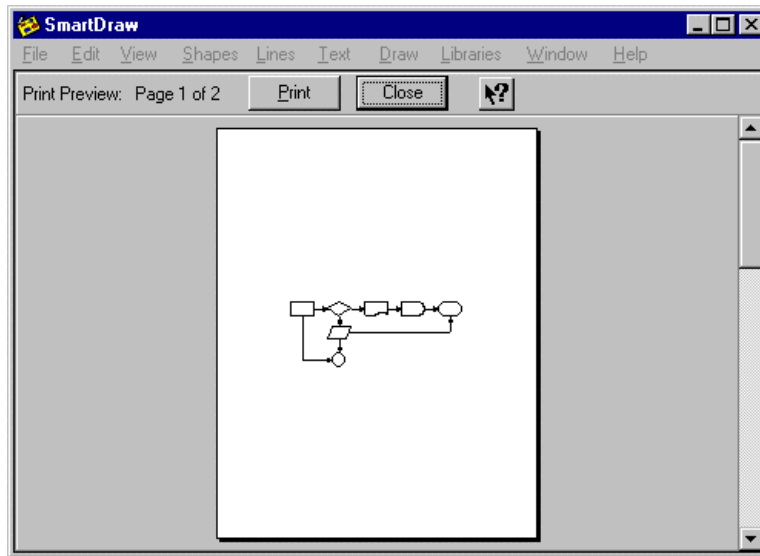 SmartDraw
File Edit View Shapes Lines Text Draw Libraries Window Help
Print Preview: Page 1 of 2 Print Close ?